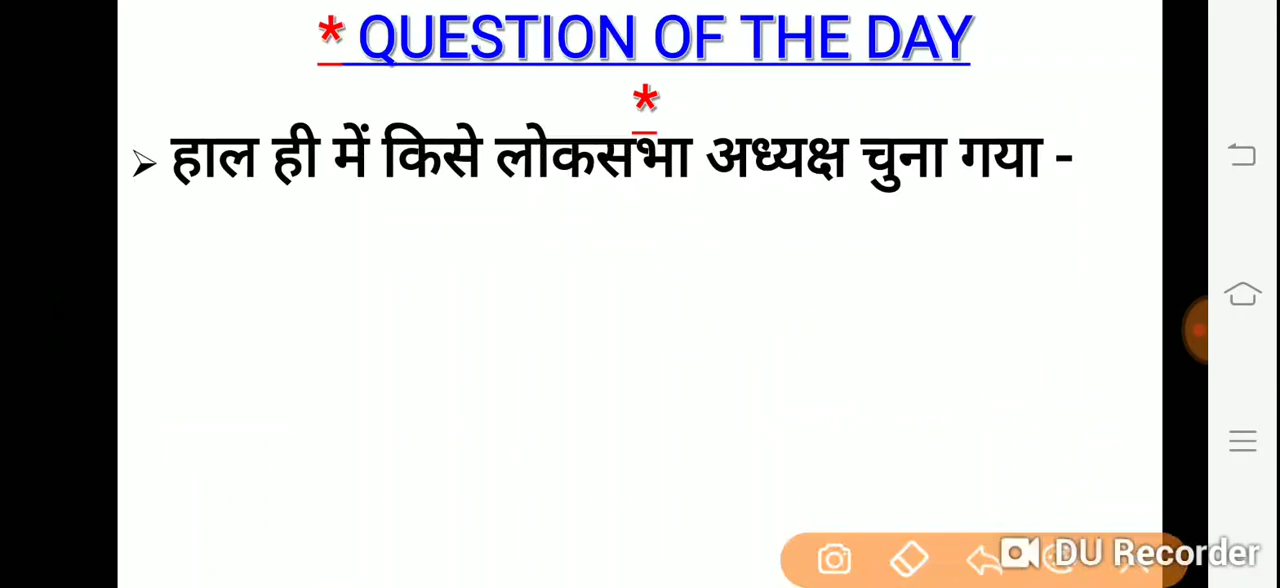 * QUESTION OF THE DAY
*
➢ हाल ही में किसे लोकसभा अध्यक्ष चुना गया -
DU Recorder